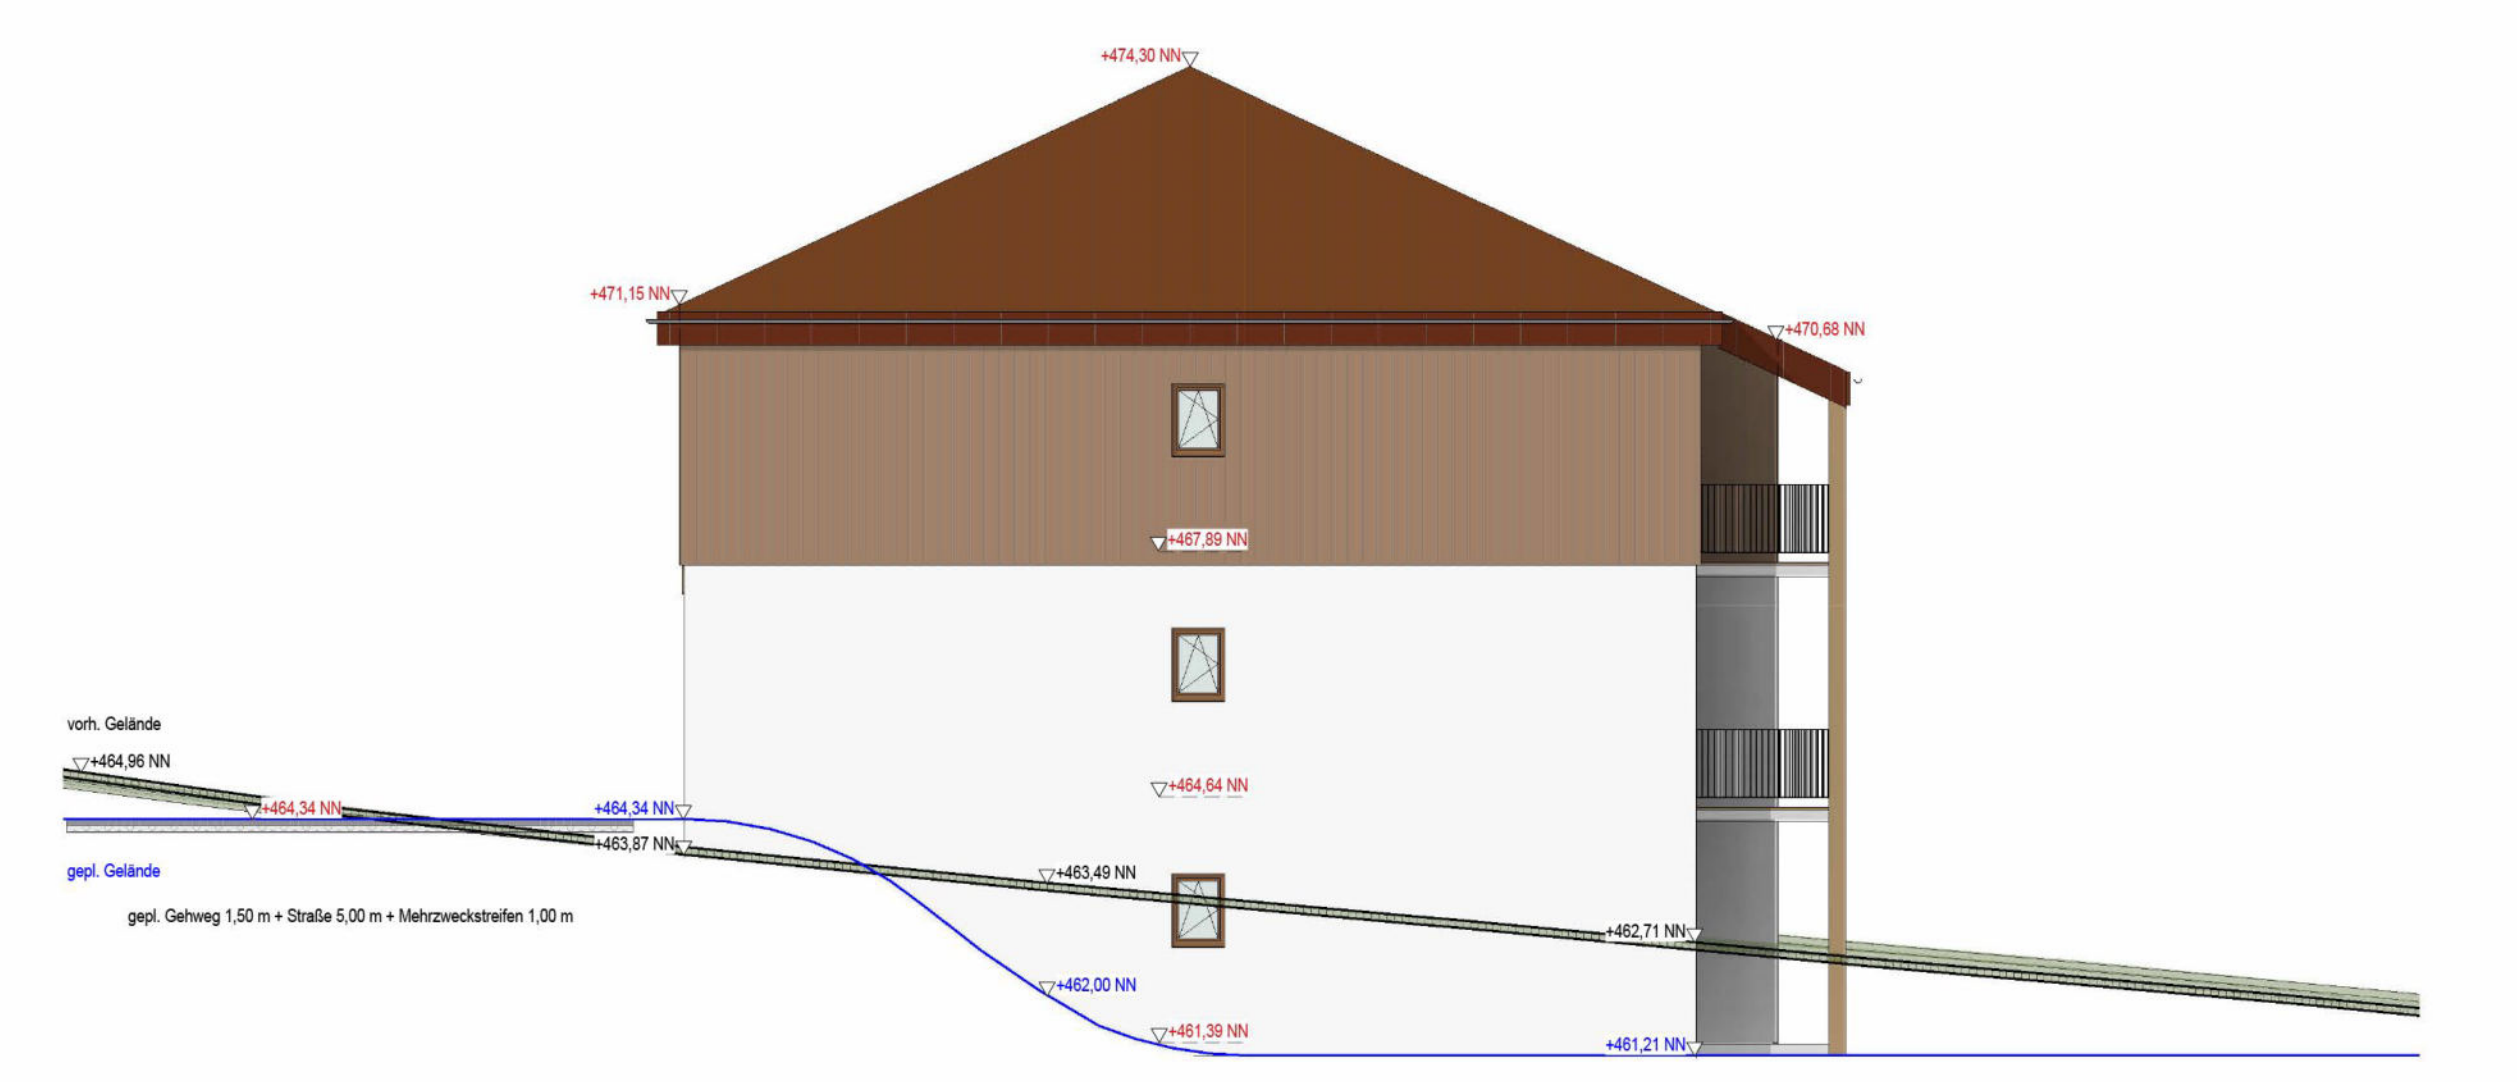 +474,30 NN
+471,15 NN
+470,68 NN
+467,89 NN
vorh. Gelände
+464,96 NN
+464,64 NN
+464,34 NN
+464,34 NN
+463,87 NN
gepl. Gelände
+463,49 NN
gepl. Gehweg 1,50 m + Straße 5,00 m + Mehrzweckstreifen 1,00 m
+462,71 NN
+462,00 NN
+461,39 NN
+461,21 NN